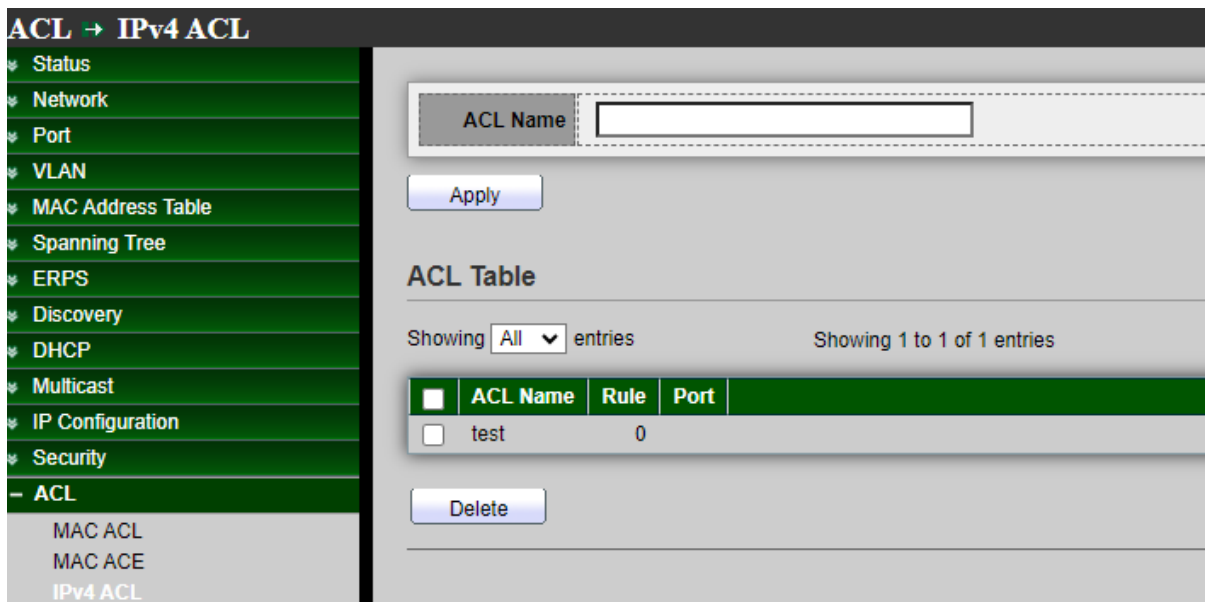 ACL → IPv4 ACL
Status
Network
Port
VLAN
MAC Address Table
Spanning Tree
ERPS
Discovery
DHCP
Multicast
IP Configuration
Security
ACL
MAC ACL
MAC ACE
IPv4 ACL
ACL Name
Apply
ACL Table
Showing All entries Showing 1 to 1 of 1 entries
ACL Name Rule Port
test 0
Delete